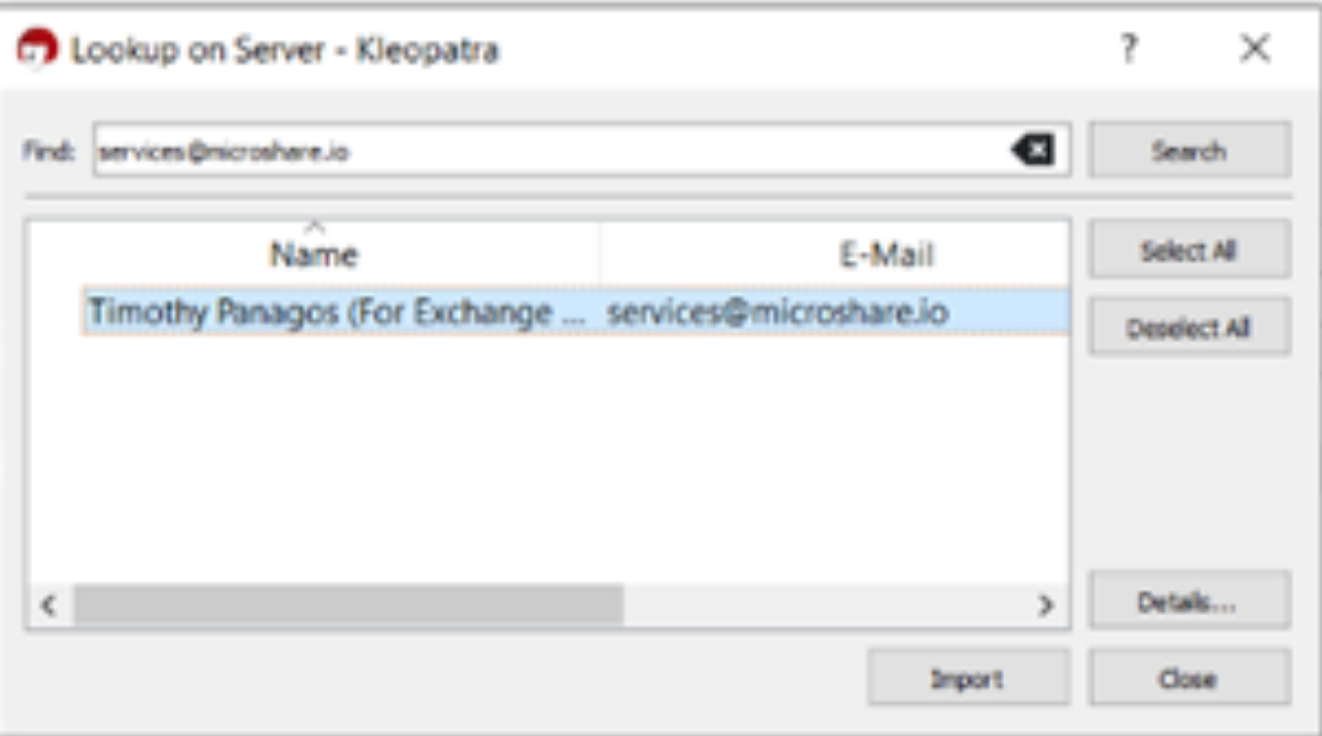 Lookup on Server - Kleopatra ?
Find: services@microshare.io Search
Name E-Mail
Select All
Timothy Panagos (For Exchange ... services@microshare.io
Deselect All
Details...
Import Close